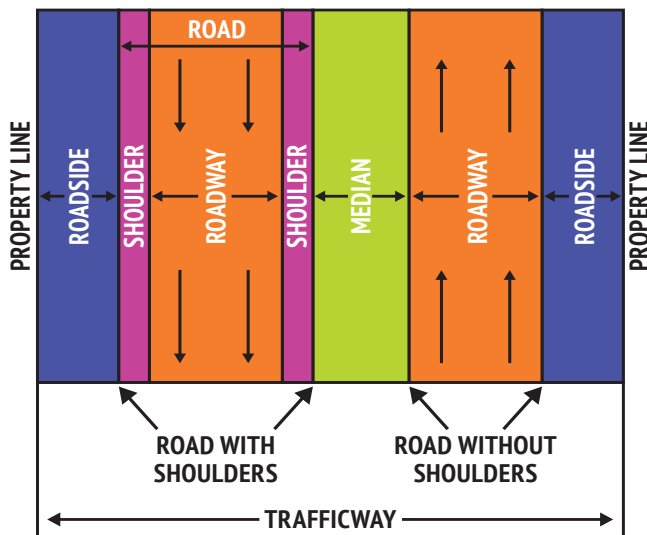 ROAD
PROPERTY LINE
ROADSIDE
SHOULDER
ROADWAY
SHOULDER
MEDIAN
ROADWAY
ROADSIDE
PROPERTY LINE
ROAD WITH
SHOULDERS
ROAD WITHOUT
SHOULDERS
TRAFFICWAY